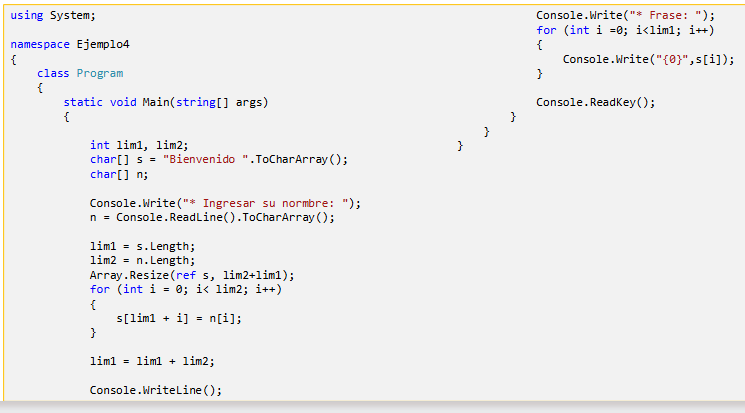 using System;

namespace Ejemplo4
{
    class Program
    {
        static void Main(string[] args)
        {

            int lim1, lim2;
            char[] s = "Bienvenido ".ToCharArray();
            char[] n;

            Console.Write("* Ingresar su normbre: ");
            n = Console.ReadLine().ToCharArray();

            lim1 = s.Length;
            lim2 = n.Length;
            Array.Resize(ref s, lim2+lim1);
            for (int i = 0; i< lim2; i++)
            {
                s[lim1 + i] = n[i];
            }

            lim1 = lim1 + lim2;

            Console.WriteLine();
            Console.Write("* Frase: ");
            for (int i =0; i<lim1; i++)
            {
                Console.Write("{0}",s[i]);
            }

            Console.ReadKey();
        }
    }
}